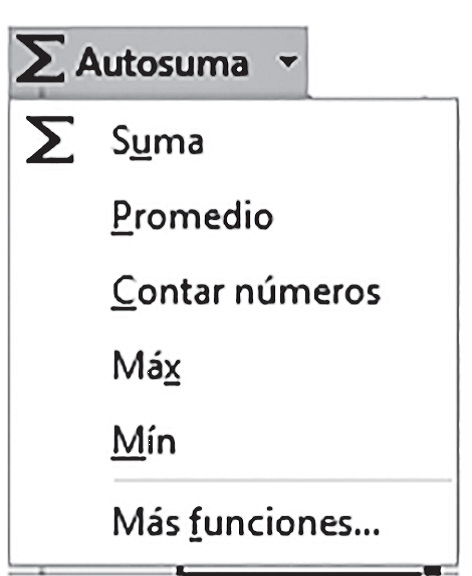 Σ Autosuma
Σ Suma
Promedio
Contar números
Máx
Mín
Más funciones...